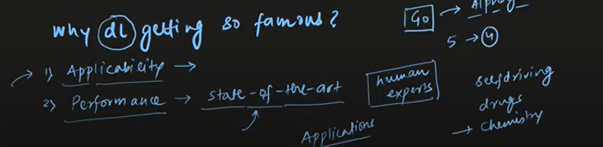 why dl getting so famous?
Go → Alpha
5 → 4
1) Applicability →
2) Performance → state-of-the-art
human experts
Applications
selfdriving
drugs
→ chemistry